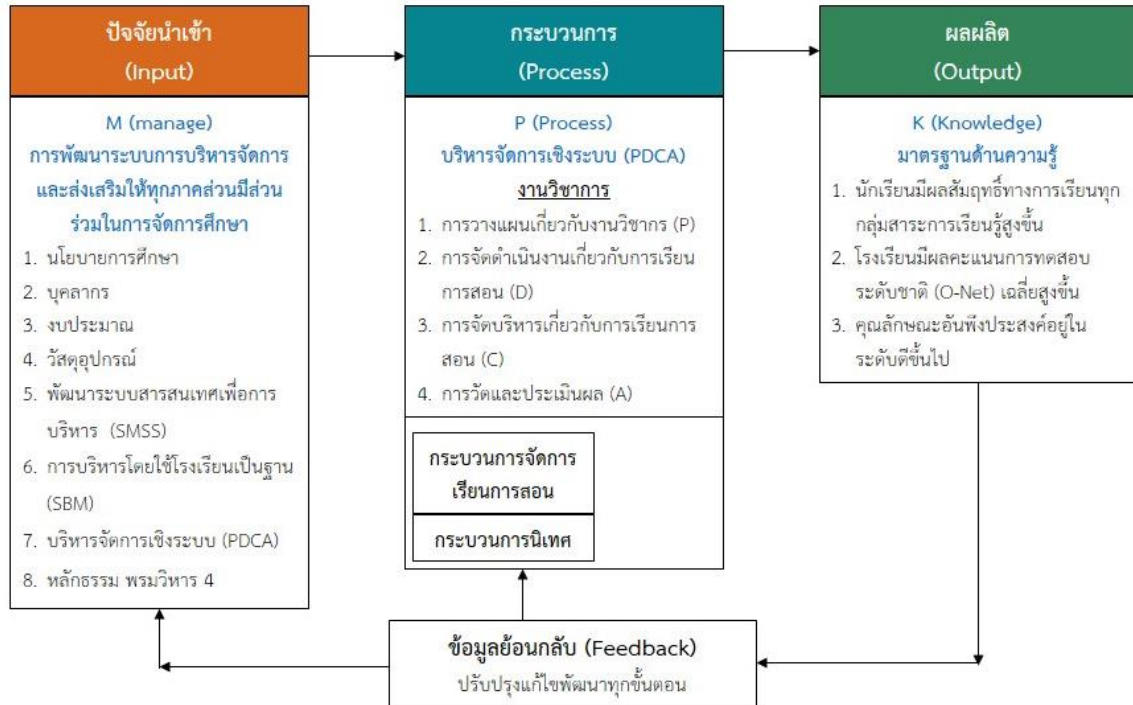 ปัจจัยนำเข้า
(Input)
M (manage)
การพัฒนาระบบการบริหารจัดการ
และส่งเสริมให้ทุกภาคส่วนมีส่วน
ร่วมในการจัดการศึกษา
1. นโยบายการศึกษา
2. บุคลากร
3. งบประมาณ
4. วัสดุอุปกรณ์
5. พัฒนาระบบสารสนเทศเพื่อการ
บริหาร (SMSS)
6. การบริหารโดยใช้โรงเรียนเป็นฐาน
(SBM)
7. บริหารจัดการเชิงระบบ (PDCA)
8. หลักธรรม พรมวิหาร 4
กระบวนการ
(Process)
P (Process)
บริหารจัดการเชิงระบบ (PDCA)
งานวิชาการ
1. การวางแผนเกี่ยวกับงานวิชากร (P)
2. การจัดดำเนินงานเกี่ยวกับการเรียน
การสอน (D)
3. การจัดบริหารเกี่ยวกับการเรียนการ
สอน (C)
4. การวัดและประเมินผล (A)
กระบวนการจัดการ
เรียนการสอน
กระบวนการนิเทศ
ผลผลิต
(Output)
K (Knowledge)
มาตรฐานด้านความรู้
1. นักเรียนมีผลสัมฤทธิ์ทางการเรียนทุก
กลุ่มสาระการเรียนรู้สูงขึ้น
2. โรงเรียนมีผลคะแนนการทดสอบ
ระดับชาติ (O-Net) เฉลี่ยสูงขึ้น
3. คุณลักษณะอันพึงประสงค์อยู่ใน
ระดับดีขึ้นไป
ข้อมูลย้อนกลับ (Feedback)
ปรับปรุงแก้ไขพัฒนาทุกขั้นตอน